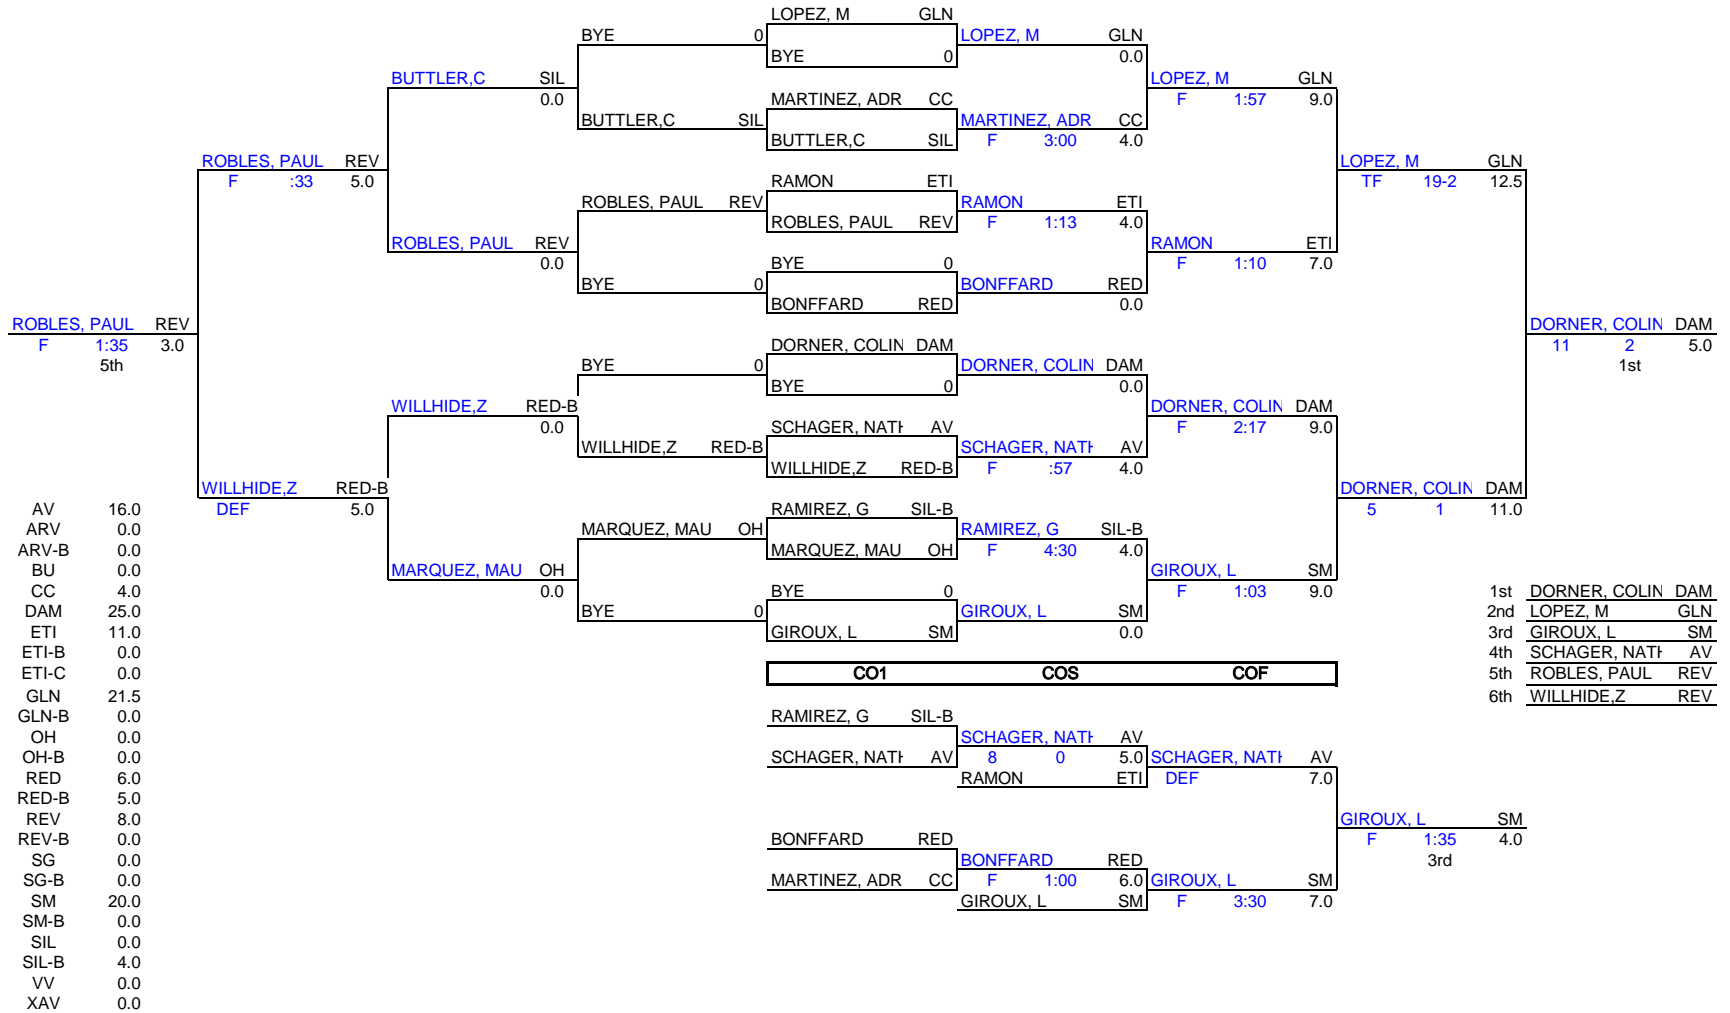 LOPEZ, M GLN
BYE 0 LOPEZ, M GLN
BYE 0 0.0
BUTTLER,C SIL LOPEZ, M GLN
0.0 MARTINEZ, ADR CC F 1:57 9.0
BUTTLER,C SIL MARTINEZ, ADR CC
BUTTLER,C SIL F 3:00 4.0
ROBLES, PAUL REV LOPEZ, M GLN
F :33 5.0 RAMON ETI TF 19-2 12.5
ROBLES, PAUL REV RAMON ETI
ROBLES, PAUL REV F 1:13 4.0
ROBLES, PAUL REV RAMON ETI
0.0 BYE 0 F 1:10 7.0
BYE 0 BONFFARD RED
BONFFARD RED 0.0
ROBLES, PAUL REV DORNER, COLIN DAM
F 1:35 3.0 DORNER, COLIN DAM 11 2 5.0
5th BYE 0 DORNER, COLIN DAM 1st
BYE 0 0.0
WILLHIDE,Z RED-B DORNER, COLIN DAM
0.0 SCHAGER, NATH AV F 2:17 9.0
WILLHIDE,Z RED-B SCHAGER, NATH AV
WILLHIDE,Z RED-B F :57 4.0
WILLHIDE,Z RED-B DORNER, COLIN DAM
AV 16.0 DEF 5.0 RAMIREZ, G SIL-B 5 1 11.0
ARV 0.0 MARQUEZ, MAU OH RAMIREZ, G SIL-B
ARV-B 0.0 MARQUEZ, MAU OH F 4:30 4.0
BU 0.0 MARQUEZ, MAU OH GIROUX, L SM
CC 4.0 0.0 BYE 0 F 1:03 9.0 1st DORNER, COLIN DAM
DAM 25.0 BYE 0 GIROUX, L SM 2nd LOPEZ, M GLN
ETI 11.0 GIROUX, L SM 0.0 3rd GIROUX, L SM
ETI-B 0.0 4th SCHAGER, NATH AV
ETI-C 0.0 CO1 COS COF 5th ROBLES, PAUL REV
GLN 21.5 6th WILLHIDE,Z REV
GLN-B 0.0 RAMIREZ, G SIL-B
OH 0.0 SCHAGER, NATH AV
OH-B 0.0 SCHAGER, NATH AV 8 0 5.0 SCHAGER, NATH AV
RED 6.0 RAMON ETI DEF 7.0
RED-B 5.0
REV 8.0 GIROUX, L SM
REV-B 0.0 BONFFARD RED F 1:35 4.0
SG 0.0 BONFFARD RED 3rd
SG-B 0.0 MARTINEZ, ADR CC F 1:00 6.0 GIROUX, L SM
SM 20.0 GIROUX, L SM F 3:30 7.0
SM-B 0.0
SIL 0.0
SIL-B 4.0
VV 0.0
XAV 0.0